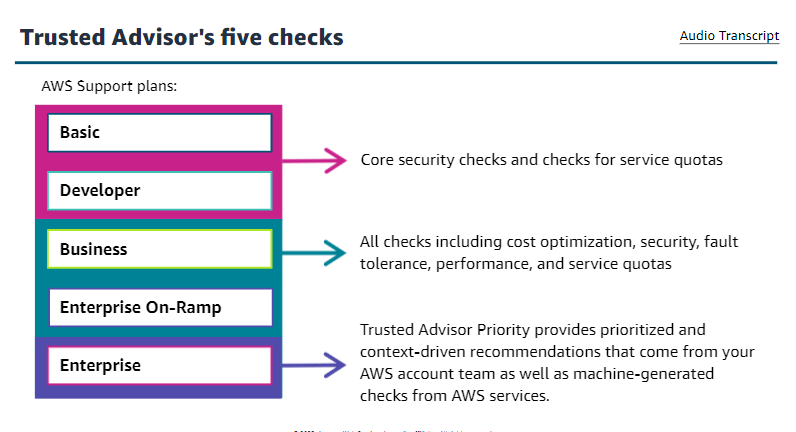 Trusted Advisor's five checks
Audio Transcript
AWS Support plans:
Basic
Developer
Core security checks and checks for service quotas
Business
Enterprise On-Ramp
All checks including cost optimization, security, fault
tolerance, performance, and service quotas
Enterprise
Trusted Advisor Priority provides prioritized and
context-driven recommendations that come from your
AWS account team as well as machine-generated
checks from AWS services.